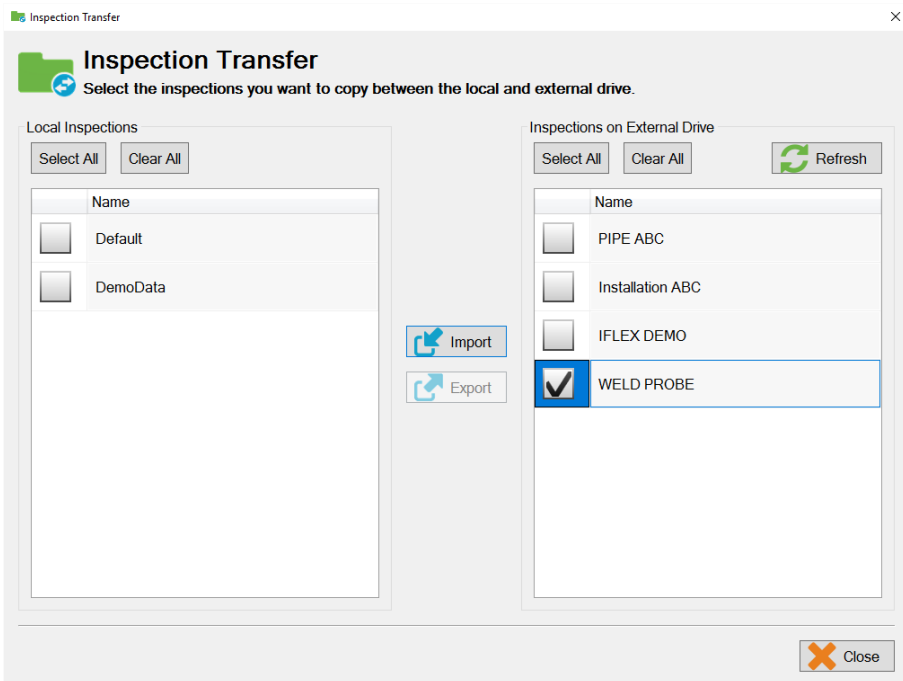 Inspection Transfer
Inspection Transfer
Select the inspections you want to copy between the local and external drive.
Local Inspections
Select All
Clear All
Name
Default
DemoData
Import
Export
Inspections on External Drive
Select All
Clear All
Refresh
Name
PIPE ABC
Installation ABC
IFLEX DEMO
WELD PROBE
Close